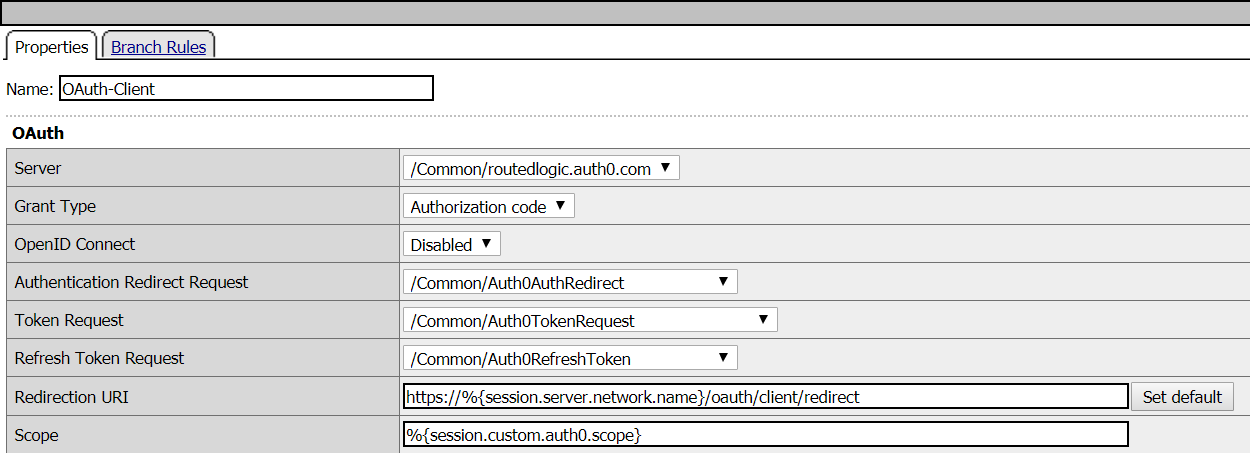 Properties Branch Rules
Name: OAuth-Client
OAuth
Server /Common/routedlogic.auth0.com
Grant Type Authorization code
OpenID Connect Disabled
Authentication Redirect Request /Common/Auth0AuthRedirect
Token Request /Common/Auth0TokenRequest
Refresh Token Request /Common/Auth0RefreshToken
Redirection URI https://%{session.server.network.name}/oauth/client/redirect Set default
Scope %{session.custom.auth0.scope}